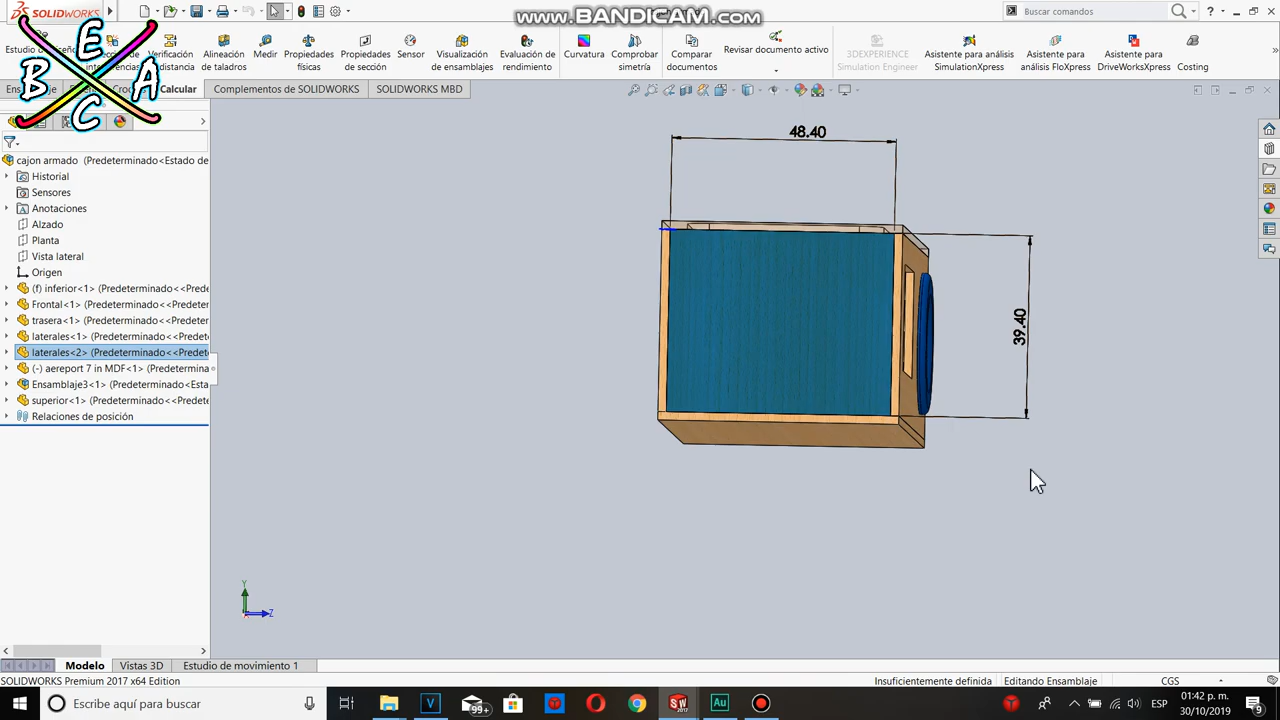 www.BANDICAM.com
SOLIDWORKS
Buscar comandos
Verificación
distancia
Alineación
de taladros
Medir
Propiedades
físicas
Propiedades
de sección
Sensor
Visualización
de ensamblajes
Evaluación de
rendimiento
Curvatura
Comprobar
simetría
Comparar
documentos
Revisar documento activo
3DEXPERIENCE
Simulation Engineer
Asistente para análisis
SimulationXpress
Asistente para
análisis FloXpress
Asistente para
DriveWorksXpress
Costing
E
B A
C
Calcular
Complementos de SOLIDWORKS
SOLIDWORKS MBD
cajon armado (Predeterminado<Estado de
Historial
Sensores
Anotaciones
Alzado
Planta
Vista lateral
Origen
(f) inferior<1> (Predeterminado<<Predet
Frontal<1> (Predeterminado<<Predeter
trasera<1> (Predeterminado<<Predeter
laterales<1> (Predeterminado<<Predet
laterales<2> (Predeterminado<<Predet
(-) aereport 7 in MDF<1> (Predetermina
Ensamblaje3<1> (Predeterminado<Esta
superior<1> (Predeterminado<<Predete
Relaciones de posición
48.40
39.40
Y
Z
Modelo
Vistas 3D
Estudio de movimiento 1
SOLIDWORKS Premium 2017 x64 Edition
Insuficientemente definida
Editando Ensamblaje
CGS
Escribe aquí para buscar
99+
SW
2017
Au
ESP
01:42 p. m.
30/10/2019